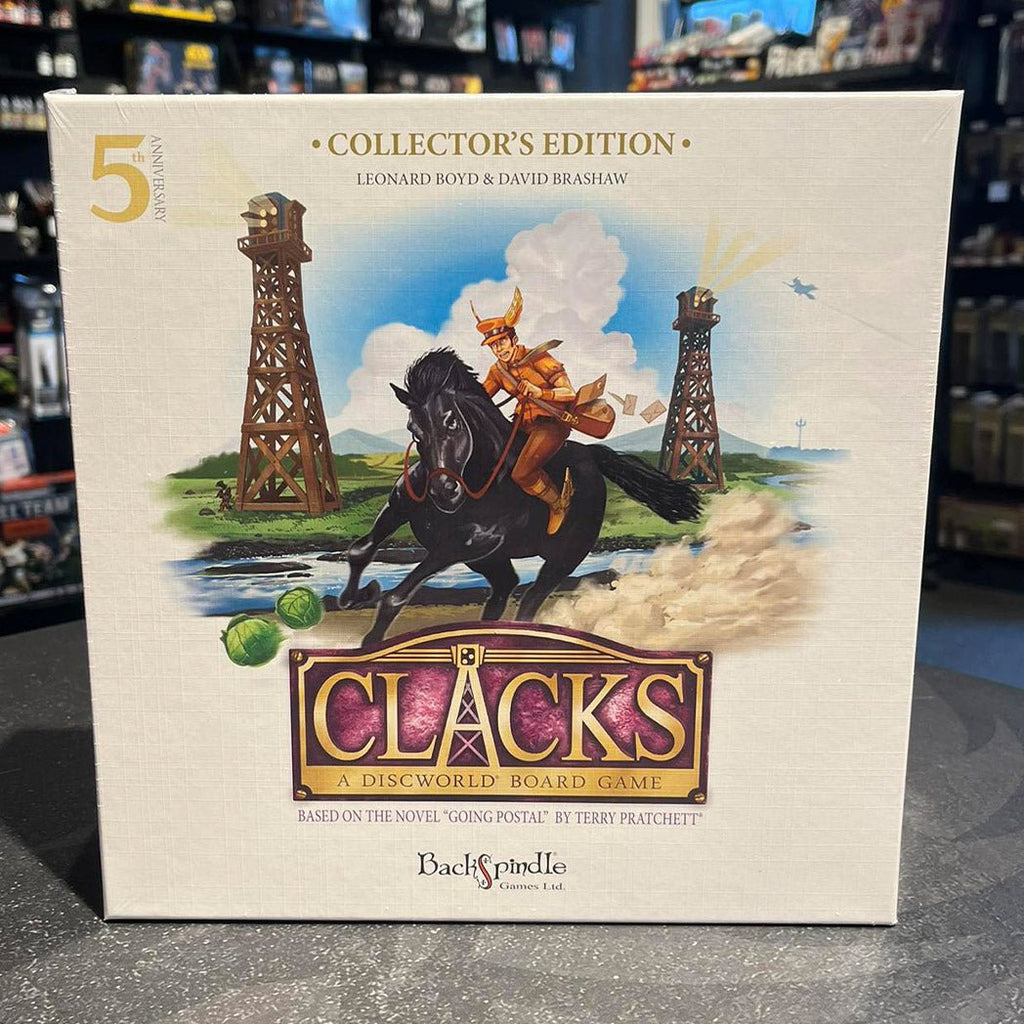 5th
ANNIVERSARY
• COLLECTOR'S EDITION •
LEONARD BOYD & DAVID BRASHAW
CLACKS
A DISCWORLD® BOARD GAME
BASED ON THE NOVEL "GOING POSTAL" BY TERRY PRATCHETT®
BackSpindle
Games Ltd.